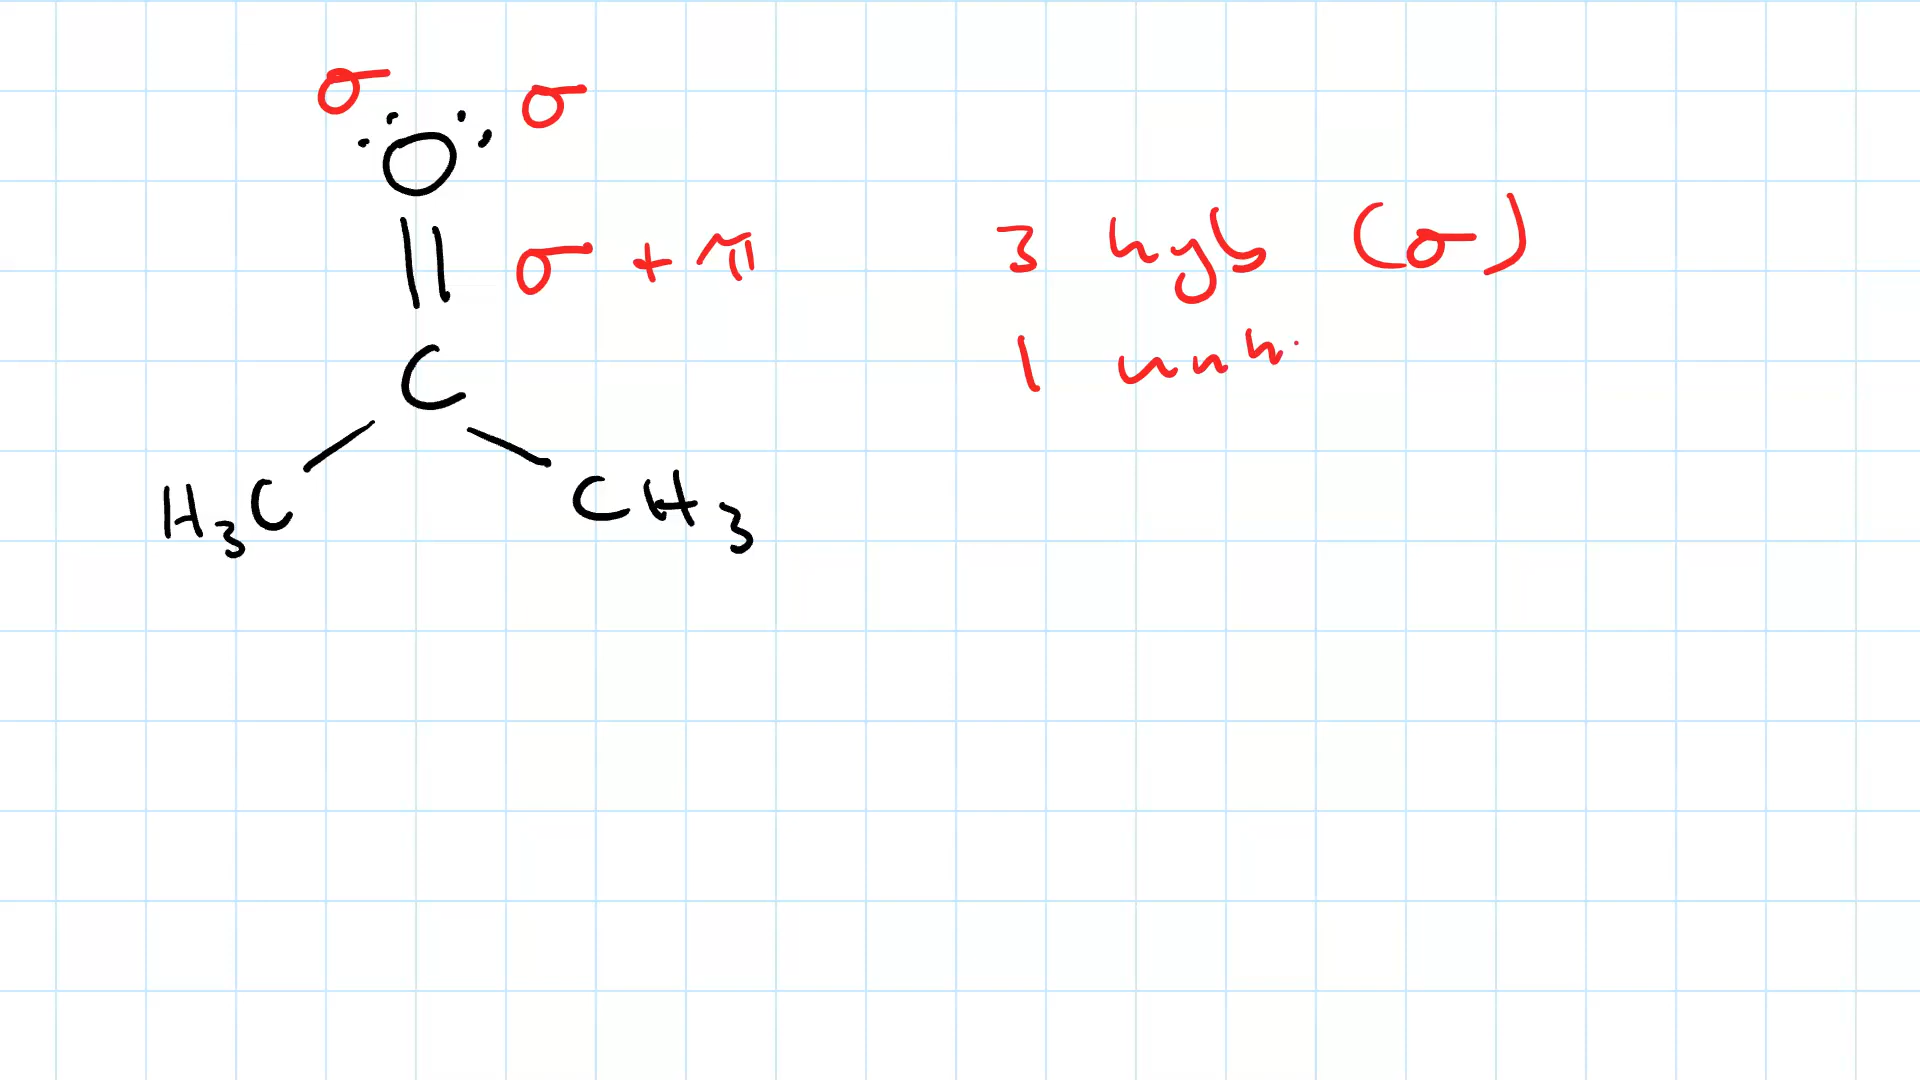 σ σ
:O:
|| σ + π
C
H3C CH3
3 hyb (σ)
1 unh.